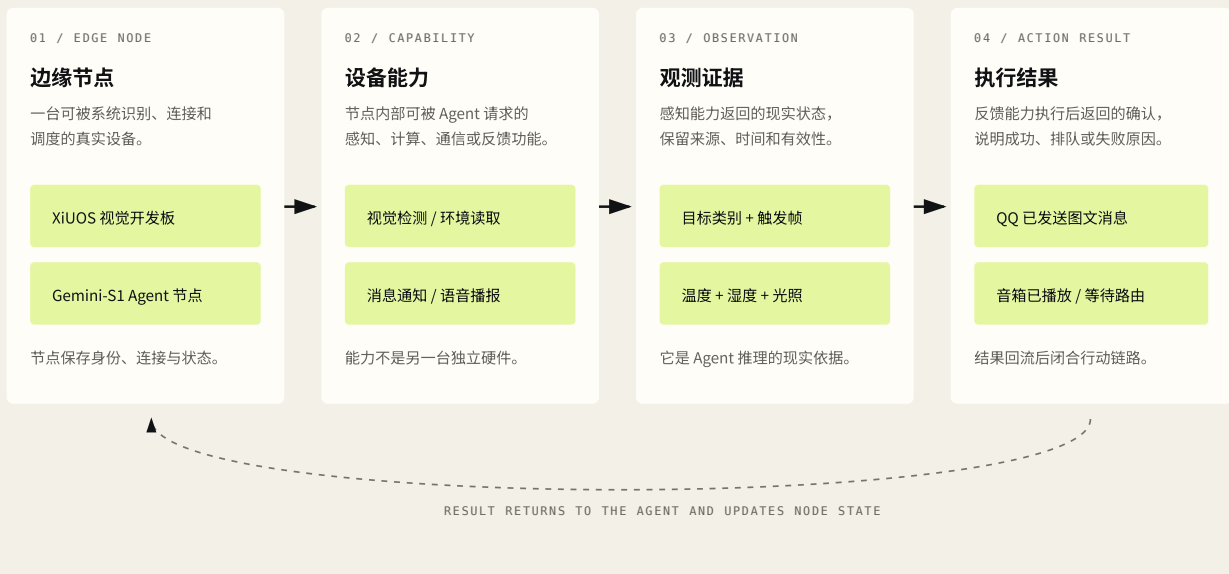 01 / EDGE NODE
边缘节点
一台可被系统识别、连接和
调度的真实设备。
XiUOS 视觉开发板
Gemini-S1 Agent 节点
节点保存身份、连接与状态。
02 / CAPABILITY
设备能力
节点内部可被 Agent 请求的
感知、计算、通信或反馈功能。
视觉检测 / 环境读取
消息通知 / 语音播报
能力不是另一台独立硬件。
03 / OBSERVATION
观测证据
感知能力返回的现实状态，
保留来源、时间和有效性。
目标类别 + 触发帧
温度 + 湿度 + 光照
它是 Agent 推理的现实依据。
04 / ACTION RESULT
执行结果
反馈能力执行后返回的确认，
说明成功、排队或失败原因。
QQ 已发送图文消息
音箱已播放 / 等待路由
结果回流后闭合行动链路。
RESULT RETURNS TO THE AGENT AND UPDATES NODE STATE